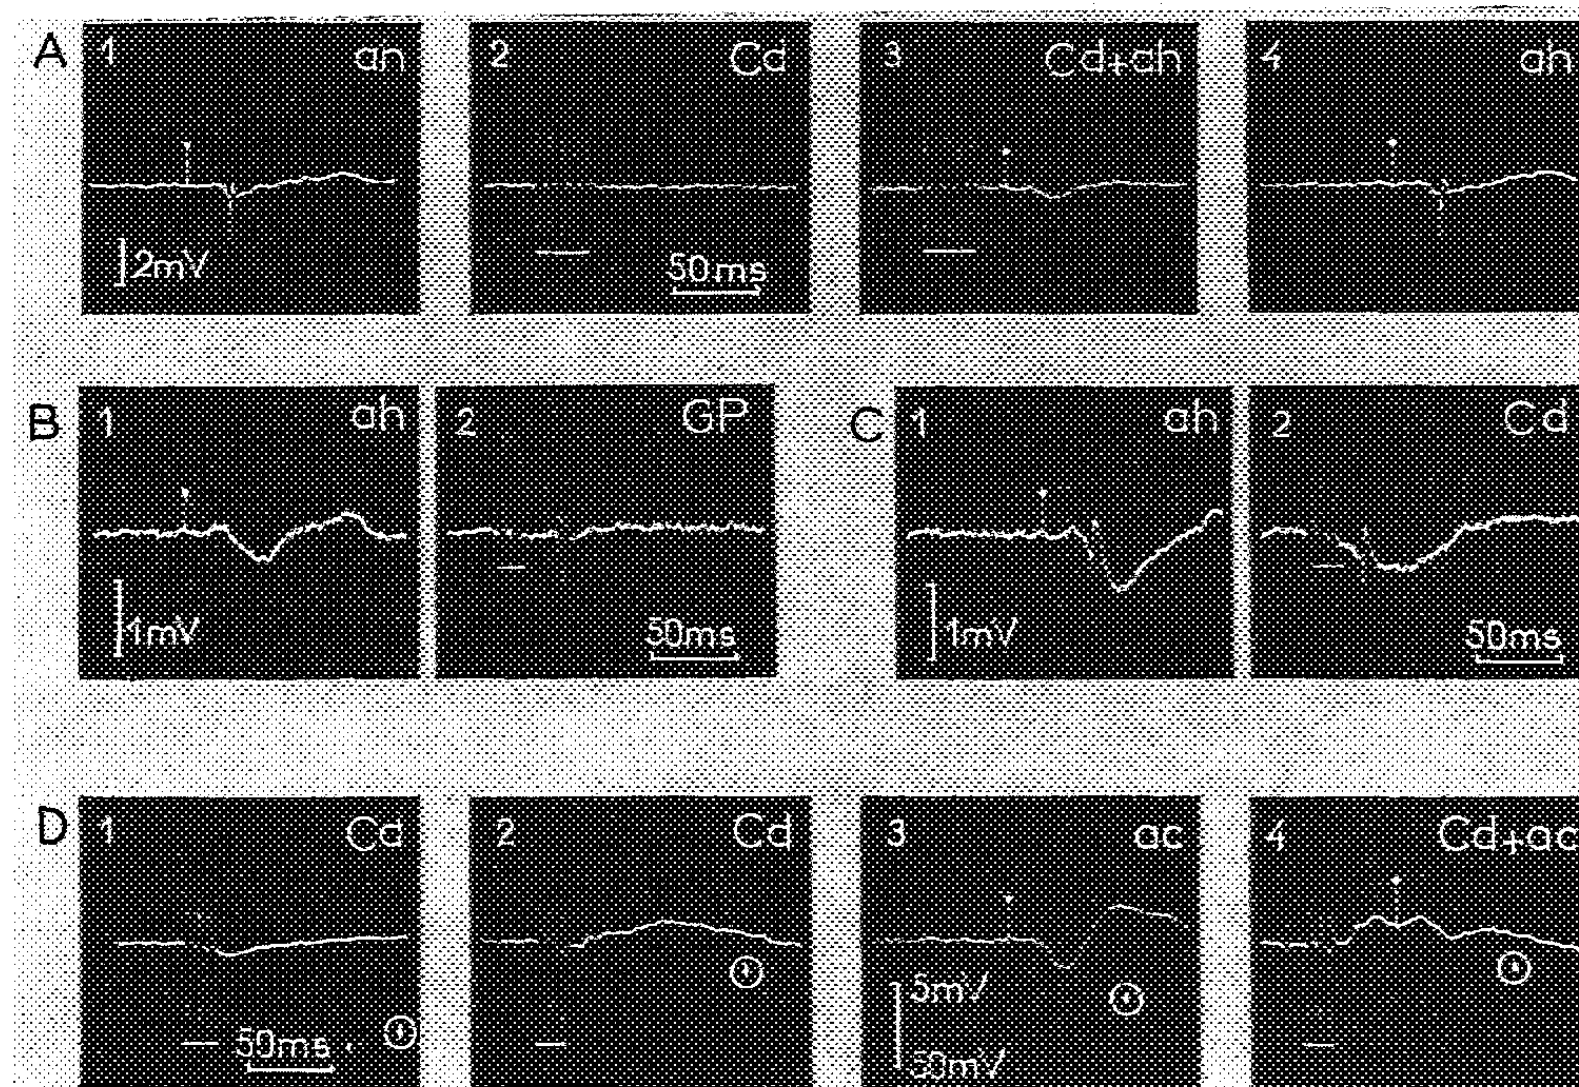 A 1 ah 2 Cd 3 Cd+ah 4 ah
2mV 50ms
B 1 ah 2 GP C 1 ah 2 Cd
1mV 50ms 1mV 50ms
D 1 Cd 2 Cd 3 ac 4 Cd+ac
5mV
50ms 50mV